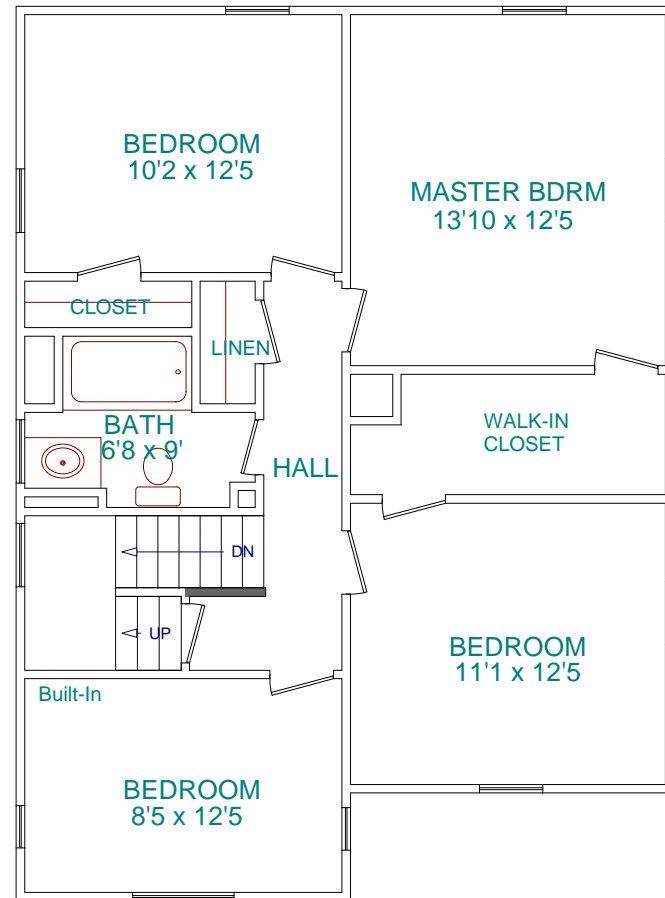 BEDROOM
10'2 x 12'5
MASTER BDRM
13'10 x 12'5
CLOSET
LINEN
BATH
6'8 x 9'
WALK-IN
CLOSET
HALL
DN
UP
BEDROOM
11'1 x 12'5
Built-In
BEDROOM
8'5 x 12'5